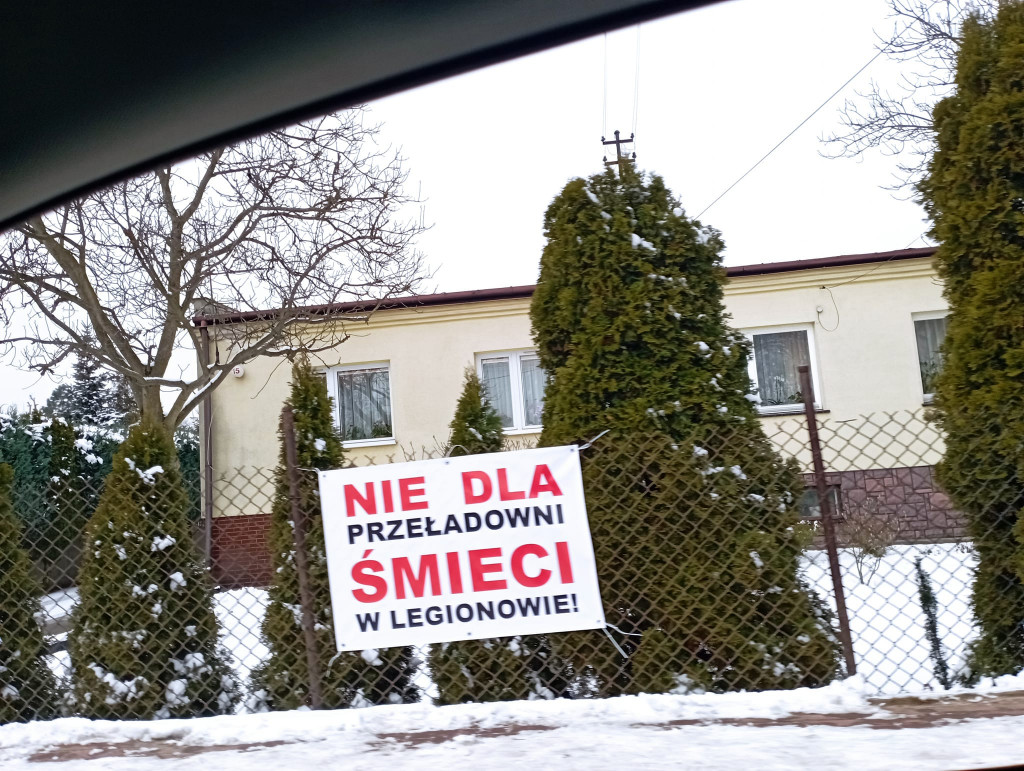 NIE DLA
PRZEŁADOWNI
ŚMIECI
W LEGIONOWIE!